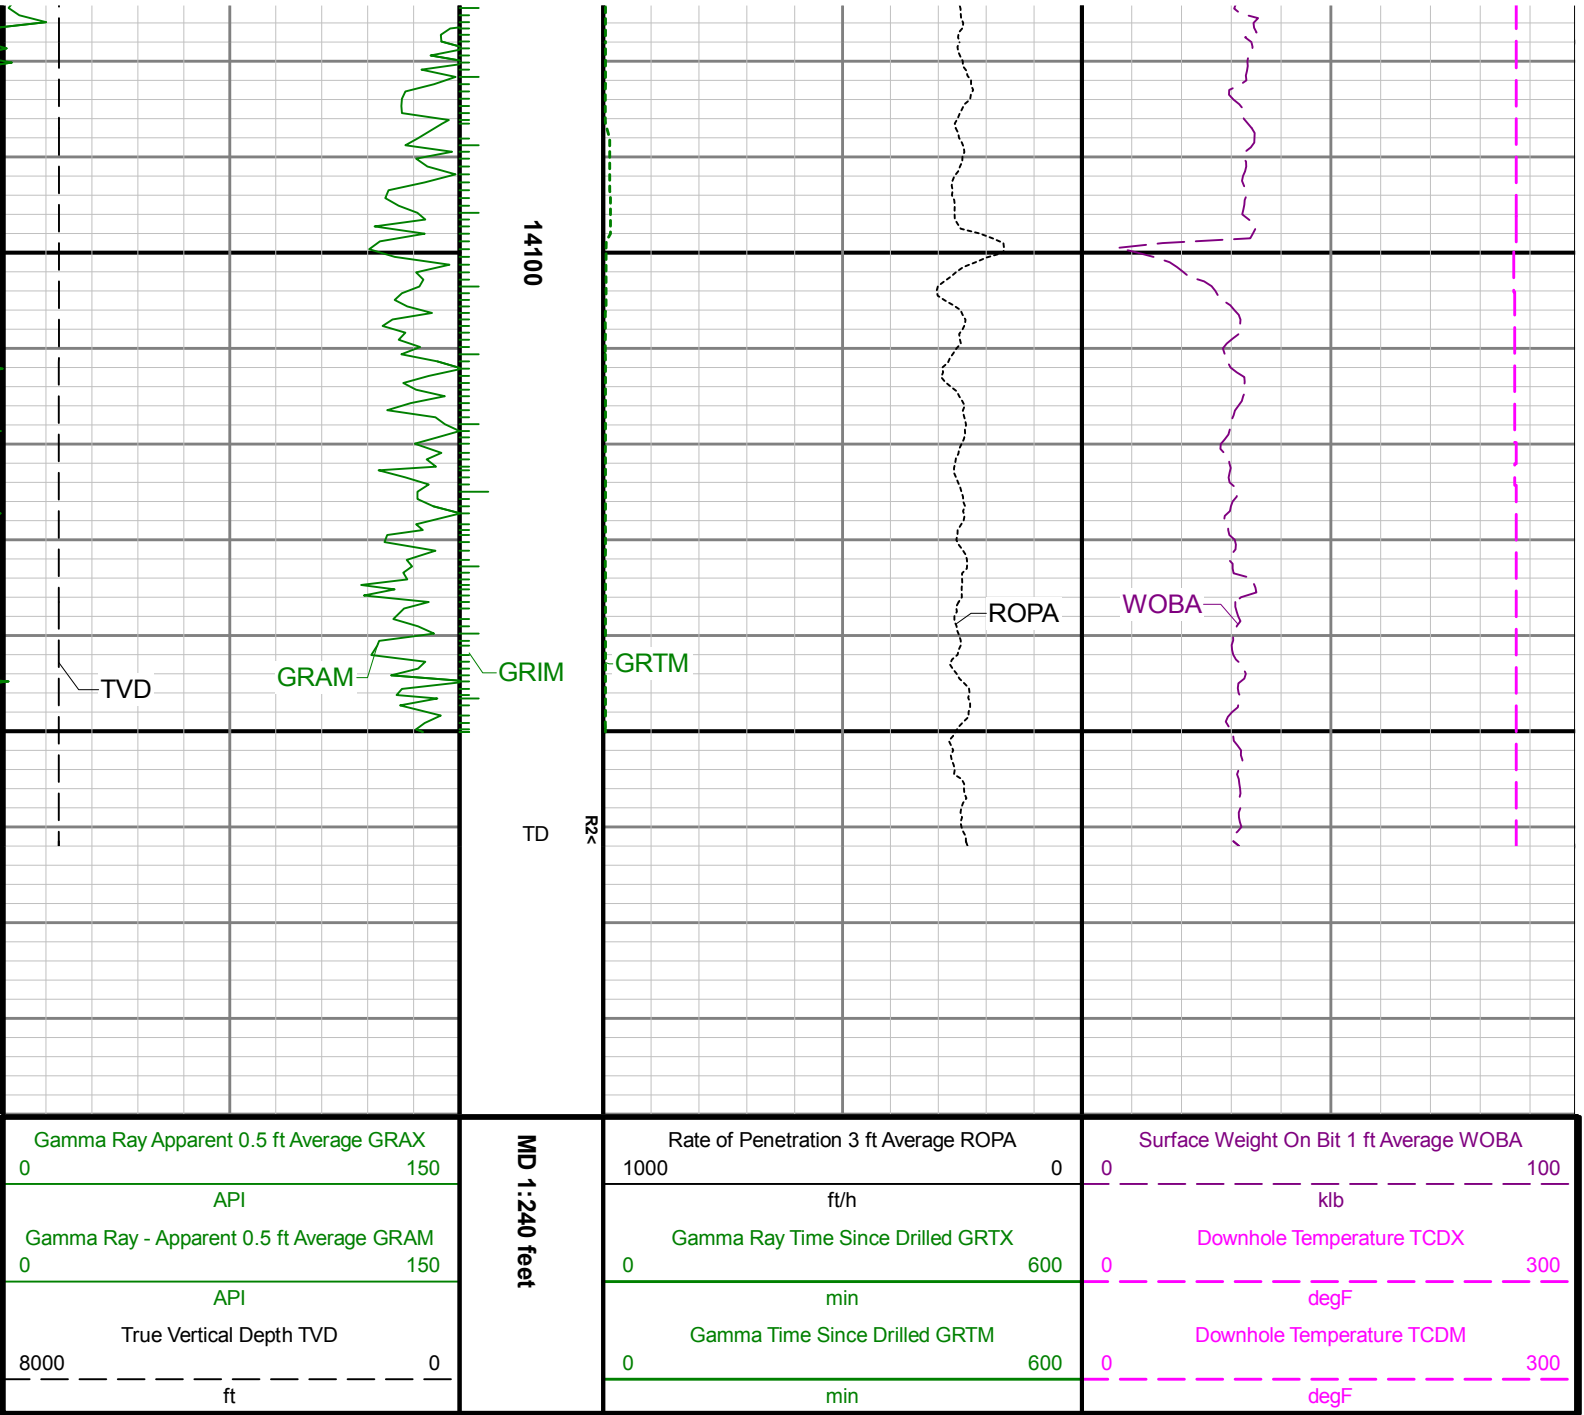 14100
ROPA
WOBA
GRTM
GRIM
GRAM
TVD
TD
R2<
Gamma Ray Apparent 0.5 ft Average GRAX
0 150
API
Gamma Ray - Apparent 0.5 ft Average GRAM
0 150
API
True Vertical Depth TVD
8000 0
ft
MD 1:240 feet
Rate of Penetration 3 ft Average ROPA
1000 0
ft/h
Gamma Ray Time Since Drilled GRTX
0 600
min
Gamma Time Since Drilled GRTM
0 600
min
Surface Weight On Bit 1 ft Average WOBA
0 100
klb
Downhole Temperature TCDX
0 300
degF
Downhole Temperature TCDM
0 300
degF